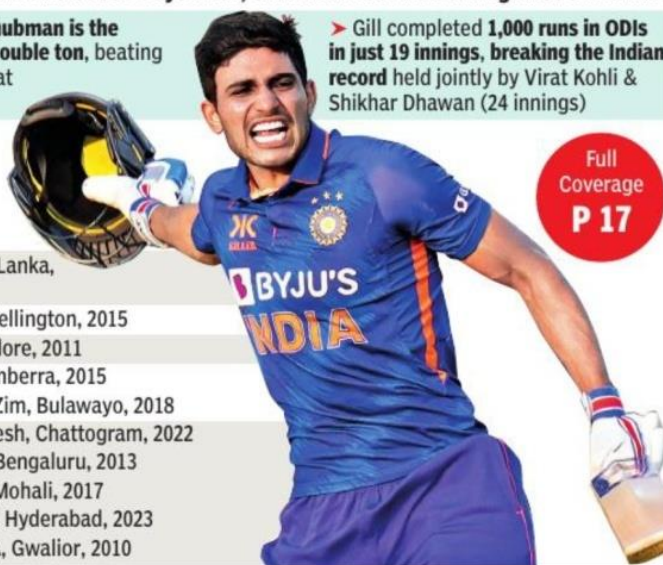 ubman is the
ouble ton, beating
at
➤ Gill completed 1,000 runs in ODIs
in just 19 innings, breaking the Indian
record held jointly by Virat Kohli &
Shikhar Dhawan (24 innings)
Full
Coverage
P 17
Lanka,
ellington, 2015
lore, 2011
nberra, 2015
Zim, Bulawayo, 2018
esh, Chattogram, 2022
Bengaluru, 2013
Mohali, 2017
Hyderabad, 2023
, Gwalior, 2010
KILLER
BYJU'S
INDIA